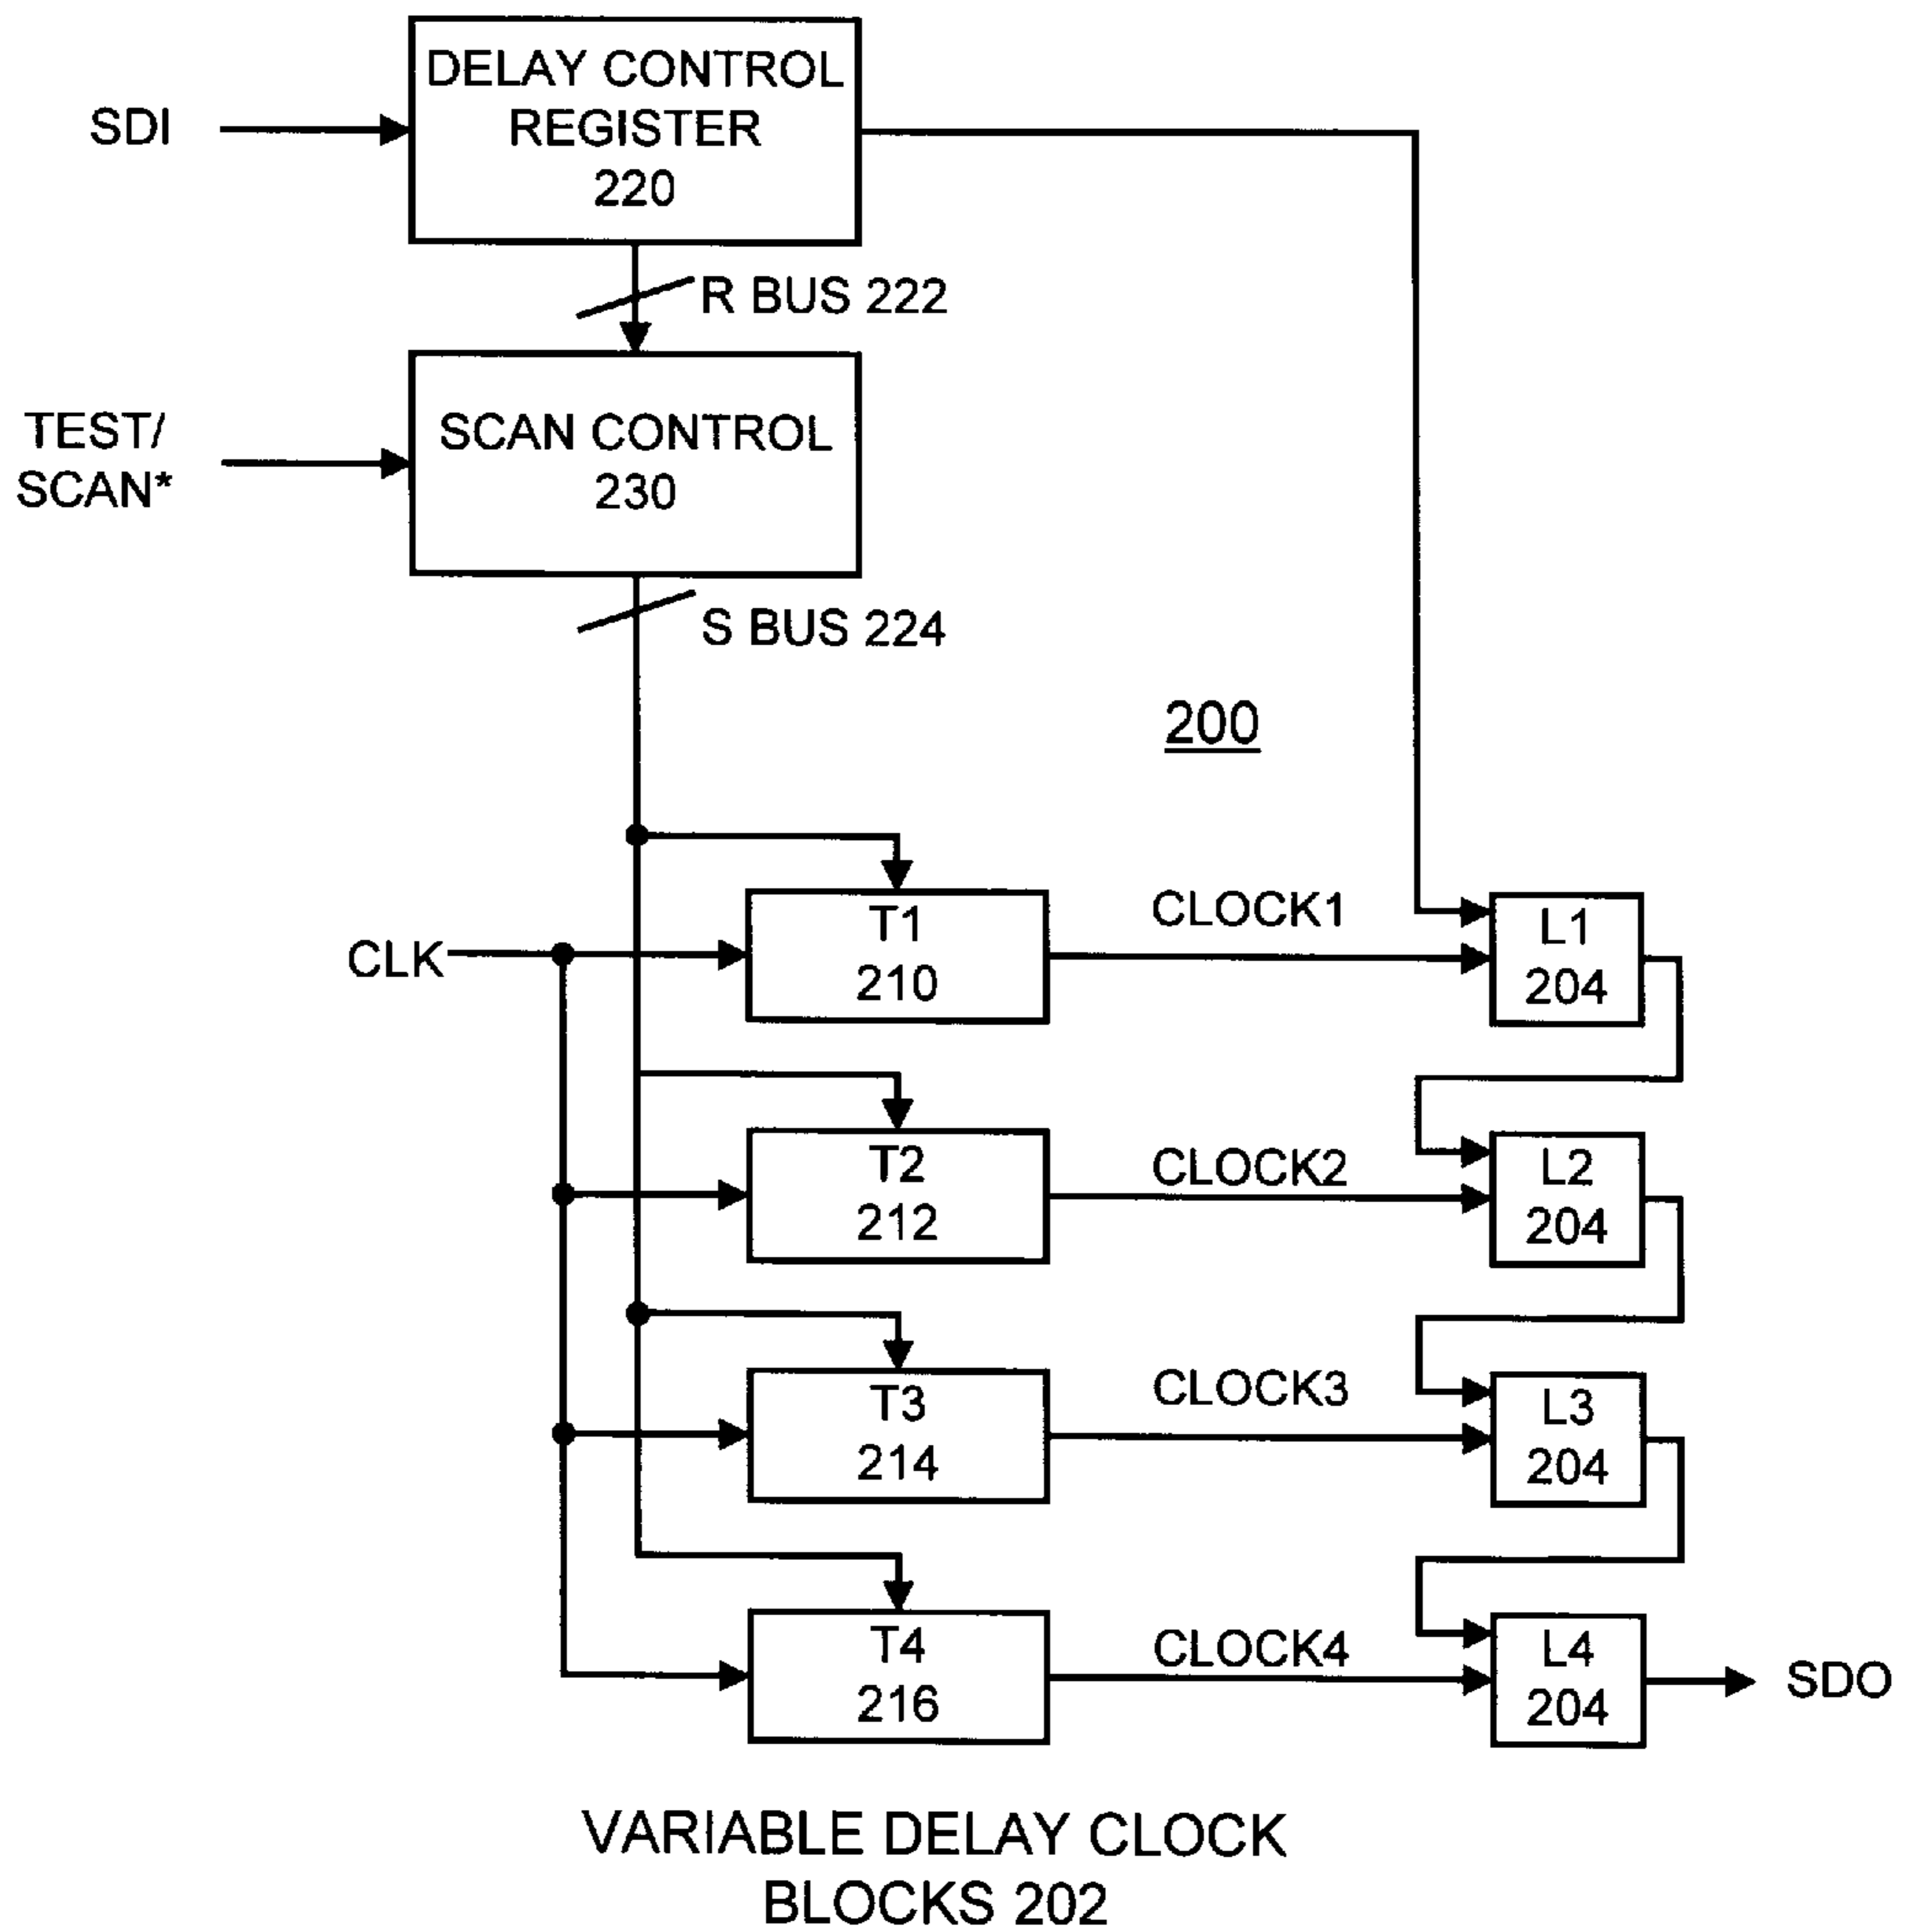 DELAY CONTROL
REGISTER
220
SDI
R BUS 222
TEST/
SCAN*
SCAN CONTROL
230
S BUS 224
200
CLK
T1
210
CLOCK1
L1
204
T2
212
CLOCK2
L2
204
T3
214
CLOCK3
L3
204
T4
216
CLOCK4
L4
204
SDO
VARIABLE DELAY CLOCK
BLOCKS 202